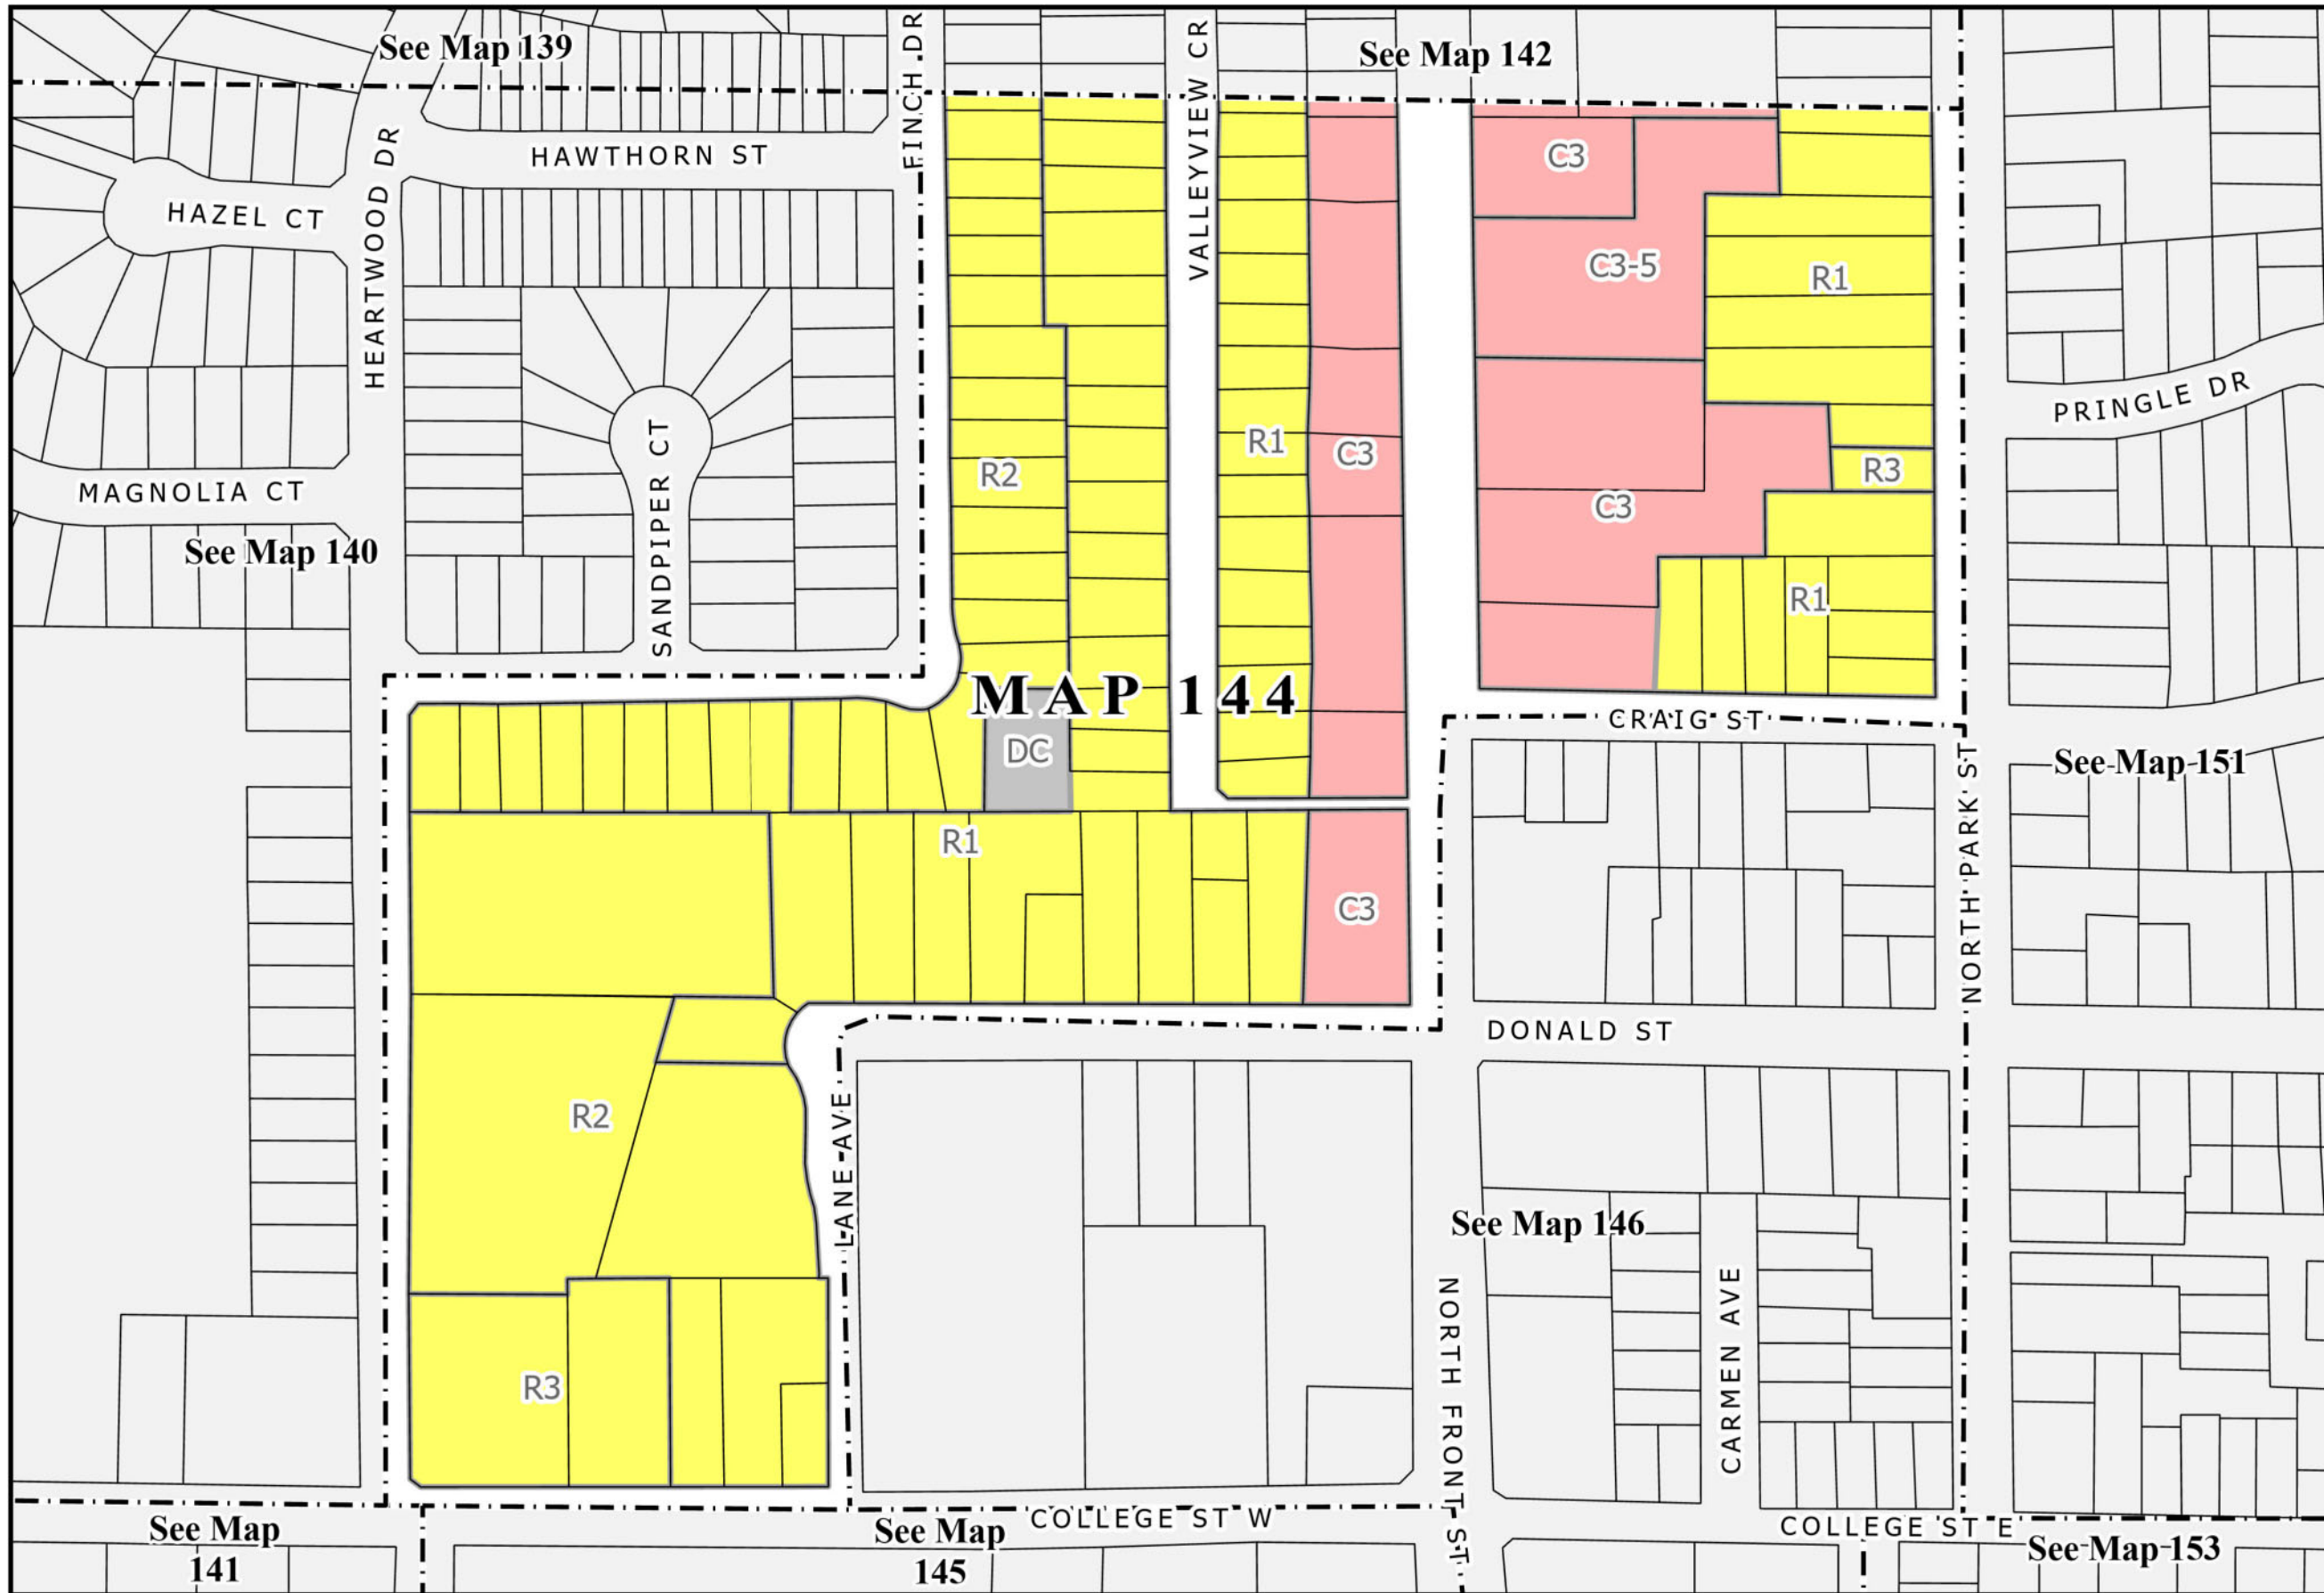 See Map 139
See Map 142
FINCH DR
VALLEYVIEW CR
HAWTHORN ST
HEARTWOOD DR
HAZEL CT
C3
C3-5
R1
PRINGLE DR
R1
C3
R2
R3
MAGNOLIA CT
SANDPIPER CT
C3
See Map 140
R1
MAP 144
CRAIG ST
DC
See Map 151
NORTH PARK ST
R1
C3
DONALD ST
R2
LANE AVE
See Map 146
NORTH FRONT ST
CARMEN AVE
R3
COLLEGE ST W
COLLEGE ST E
See Map
141
See Map
145
See Map 153